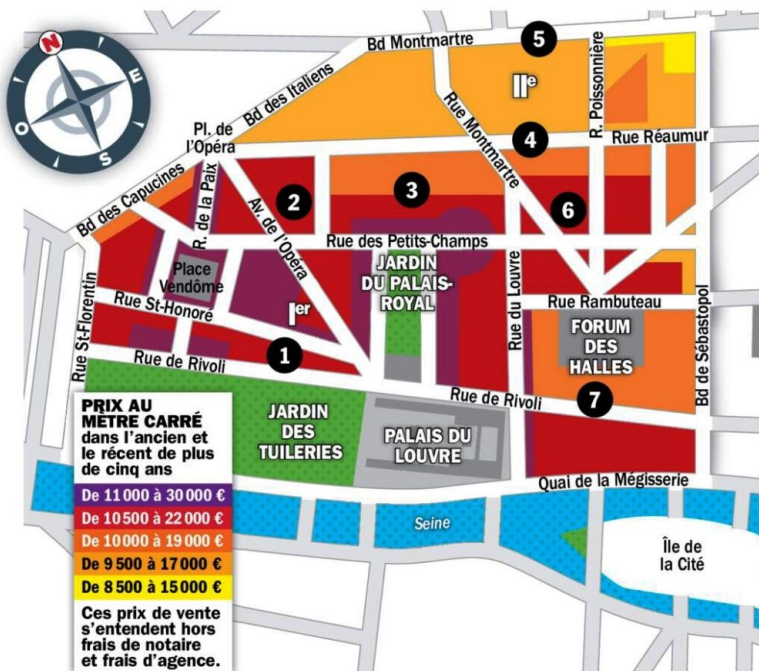 N
E
S
O
Bd Montmartre
5
Bd des Italiens
IIe
R. Poissonnière
Rue Montmartre
4
Rue Réaumur
Pl. de
l'Opéra
Bd des Capucines
R. de la Paix
2
3
6
Av. de l'Opéra
Rue des Petits-Champs
Place
Vendôme
JARDIN
DU PALAIS-
ROYAL
Rue du Louvre
Rue St-Florentin
Rue St-Honoré
Ier
Rue Rambuteau
Bd de Sébastopol
FORUM
DES
HALLES
1
Rue de Rivoli
Rue de Rivoli
7
JARDIN
DES
TUILERIES
PALAIS DU
LOUVRE
Quai de la Mégisserie
Seine
Île de
la Cité
PRIX AU
MÈTRE CARRÉ
dans l'ancien et
le récent de plus
de cinq ans
De 11 000 à 30 000 €
De 10 500 à 22 000 €
De 10 000 à 19 000 €
De 9 500 à 17 000 €
De 8 500 à 15 000 €
Ces prix de vente
s'entendent hors
frais de notaire
et frais d'agence.